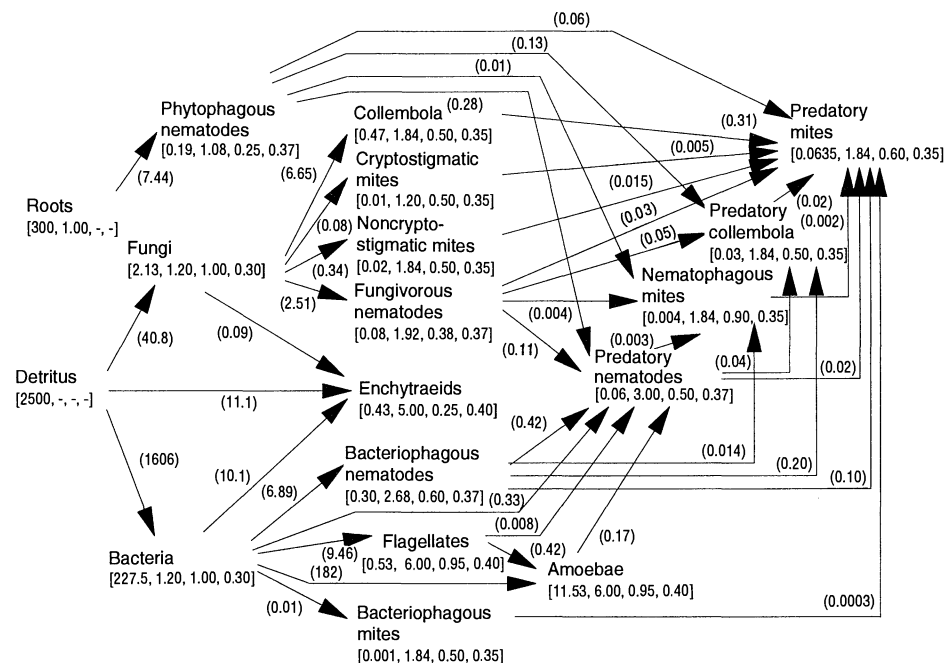 (0.06)
(0.13)
(0.01)
(0.28)
Phytophagous
nematodes
[0.19, 1.08, 0.25, 0.37]
(7.44)
Roots
[300, 1.00, -, -]
Fungi
[2.13, 1.20, 1.00, 0.30]
(40.8)
(0.09)
Detritus
[2500, -, -, -]
(11.1)
(1606)
(10.1)
Bacteria
[227.5, 1.20, 1.00, 0.30]
(6.65)
(0.08)
(0.34)
(2.51)
Collembola
[0.47, 1.84, 0.50, 0.35]
Cryptostigmatic
mites
[0.01, 1.20, 0.50, 0.35]
Noncrypto-
stigmatic mites
[0.02, 1.84, 0.50, 0.35]
Fungivorous
nematodes
[0.08, 1.92, 0.38, 0.37]
Enchytraeids
[0.43, 5.00, 0.25, 0.40]
(6.89)
Bacteriophagous
nematodes
[0.30, 2.68, 0.60, 0.37]
(0.33)
(9.46)
Flagellates
[0.53, 6.00, 0.95, 0.40]
(182)
(0.008)
(0.42)
Amoebae
[11.53, 6.00, 0.95, 0.40]
(0.17)
(0.01)
Bacteriophagous
mites
[0.001, 1.84, 0.50, 0.35]
(0.0003)
Predatory
mites
[0.0635, 1.84, 0.60, 0.35]
(0.31)
(0.005)
(0.015)
(0.03)
(0.05)
(0.02)
(0.002)
Predatory
collembola
[0.03, 1.84, 0.50, 0.35]
Nematophagous
mites
[0.004, 1.84, 0.90, 0.35]
(0.004)
(0.11)
(0.003)
Predatory
nematodes
[0.06, 3.00, 0.50, 0.37]
(0.04)
(0.02)
(0.42)
(0.014)
(0.20)
(0.10)